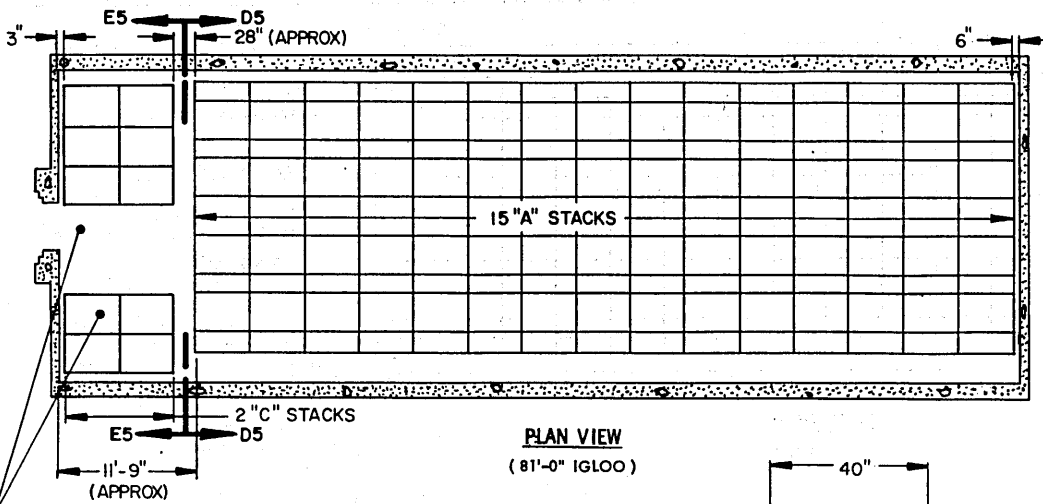 E5 D5
3"
28" (APPROX)
6"
15 "A" STACKS
2 "C" STACKS
E5 D5
PLAN VIEW
(81'-0" IGLOO)
11'-9"
(APPROX)
40"